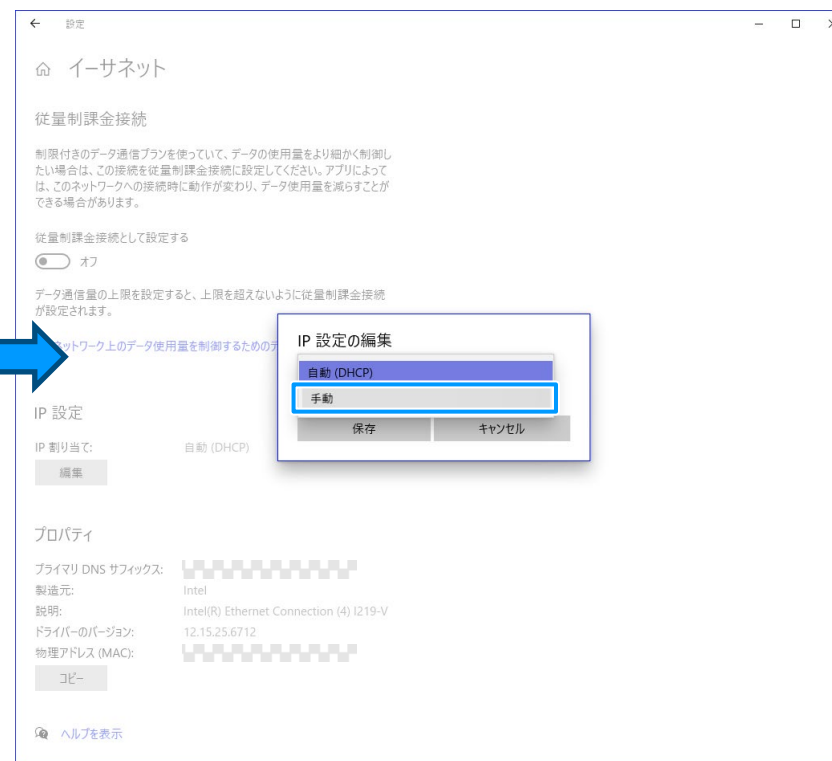 設定
イーサネット
従量制課金接続
制限付きのデータ通信プランを使っていて、データの使用量をより細かく制御し
たい場合は、この接続を従量制課金接続に設定してください。アプリによって
は、このネットワークへの接続時に動作が変わり、データ使用量を減らすことが
できる場合があります。
従量制課金接続として設定する
オフ
データ通信量の上限を設定すると、上限を超えないように従量制課金接続
が設定されます。
ットワーク上のデータ使用量を制御するための
IP 設定の編集
自動 (DHCP)
手動
保存 キャンセル
IP 設定
IP 割り当て: 自動 (DHCP)
編集
プロパティ
プライマリ DNS サフィックス:
製造元: Intel
説明: Intel(R) Ethernet Connection (4) I219-V
ドライバーのバージョン: 12.15.25.6712
物理アドレス (MAC):
コピー
ヘルプを表示